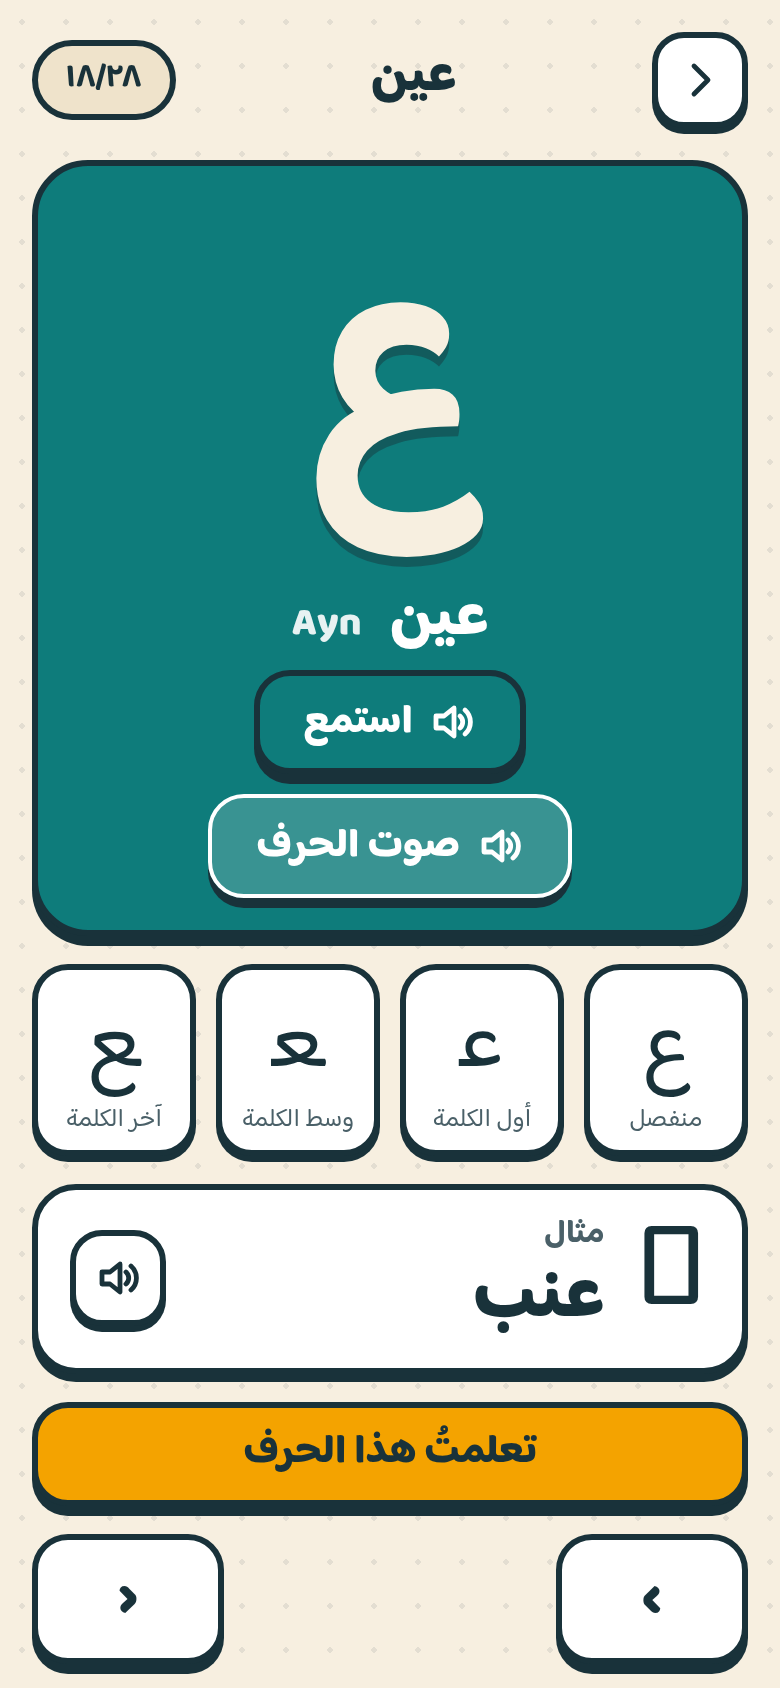 عين
١٨/٢٨
ع
عين Ayn
استمع
صوت الحرف
ع
منفصل
عـ
أول الكلمة
ـعـ
وسط الكلمة
ـع
آخر الكلمة
مثال
عنب
تعلمتُ هذا الحرف